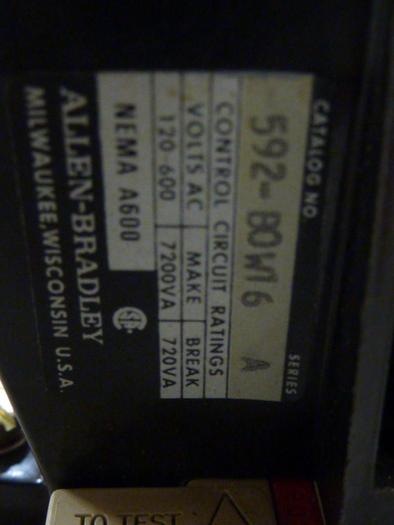 CATALOG NO. SERIES
592-BOW16 A
CONTROL CIRCUIT RATINGS
VOLTS AC MAKE BREAK
120-600 7200VA 720VA
NEMA A600
ALLEN-BRADLEY
MILWAUKEE, WISCONSIN U.S.A.
TO TEST